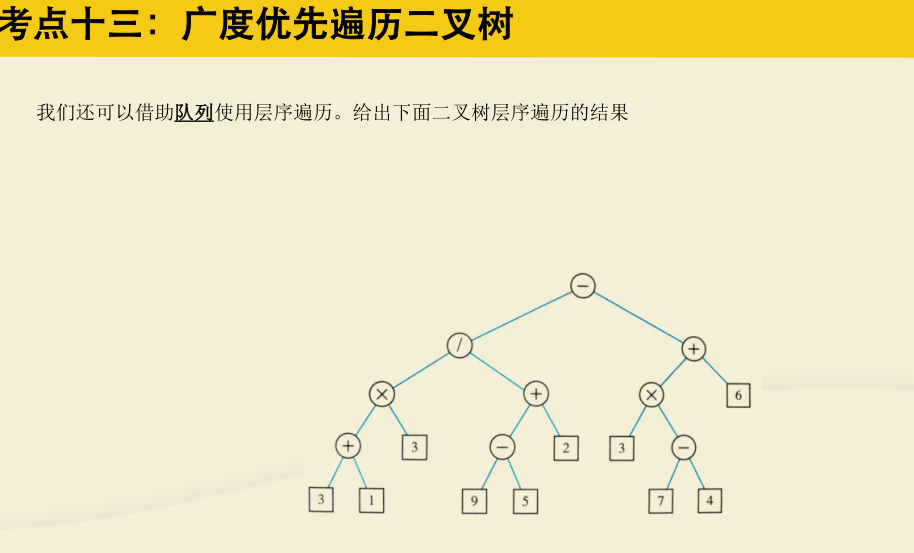 考点十三：广度优先遍历二叉树
我们还可以借助队列使用层序遍历。给出下面二叉树层序遍历的结果
−
/ +
× + × 6
+ 3 − 2 3 −
3 1 9 5 7 4